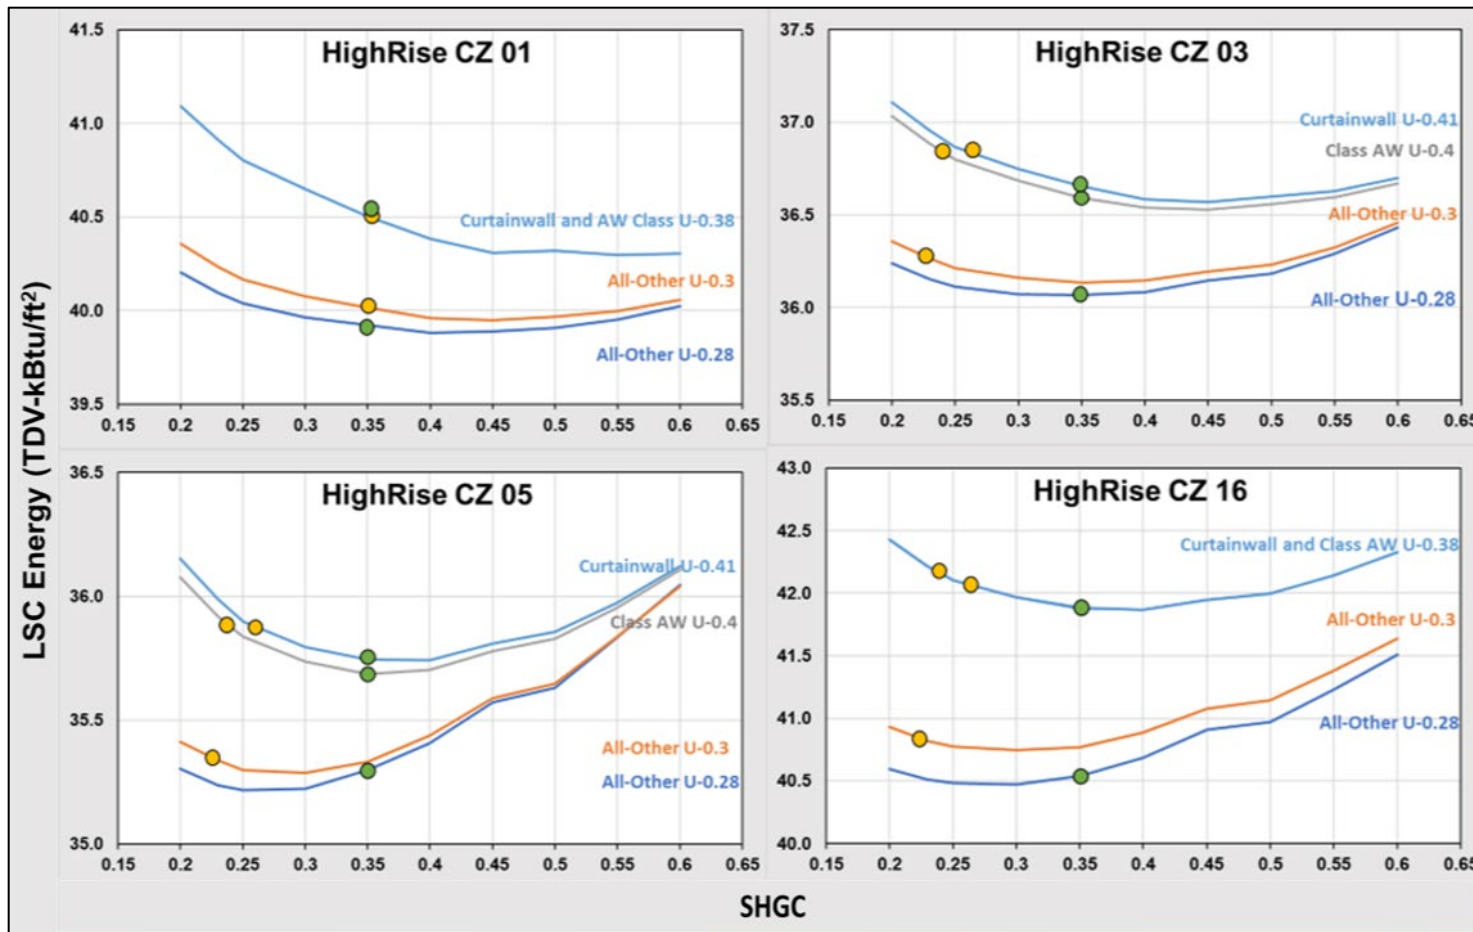 LSC Energy (TDV-kBtu/ft²)
HighRise CZ 01
41.5
41.0
40.5
40.0
39.5
0.15 0.2 0.25 0.3 0.35 0.4 0.45 0.5 0.55 0.6 0.65
Curtainwall and AW Class U-0.38
All-Other U-0.3
All-Other U-0.28
HighRise CZ 03
37.5
37.0
36.5
36.0
35.5
0.15 0.2 0.25 0.3 0.35 0.4 0.45 0.5 0.55 0.6 0.65
Curtainwall U-0.41
Class AW U-0.4
All-Other U-0.3
All-Other U-0.28
HighRise CZ 05
36.5
36.0
35.5
35.0
0.15 0.2 0.25 0.3 0.35 0.4 0.45 0.5 0.55 0.6 0.65
Curtainwall U-0.41
Class AW U-0.4
All-Other U-0.3
All-Other U-0.28
HighRise CZ 16
43.0
42.5
42.0
41.5
41.0
40.5
40.0
0.15 0.2 0.25 0.3 0.35 0.4 0.45 0.5 0.55 0.6 0.65
Curtainwall and Class AW U-0.38
All-Other U-0.3
All-Other U-0.28
SHGC